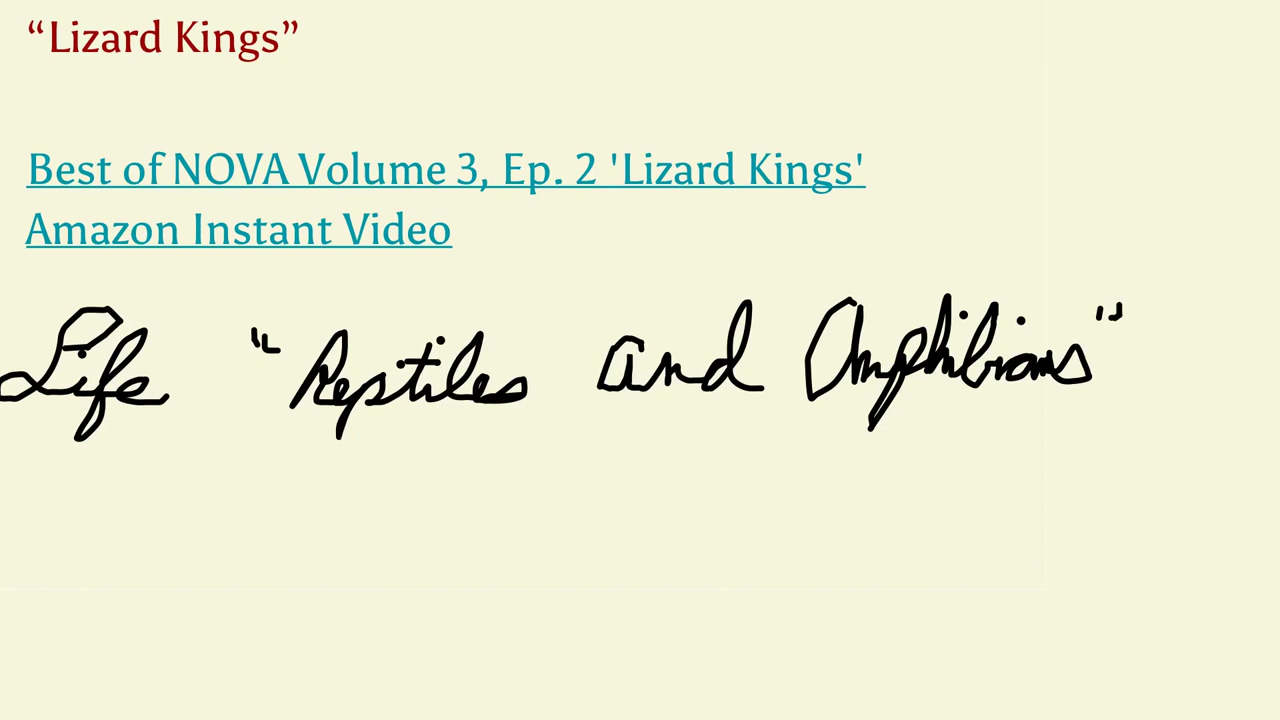 “Lizard Kings”
Best of NOVA Volume 3, Ep. 2 'Lizard Kings'
Amazon Instant Video
Life "Reptiles and Amphibians"